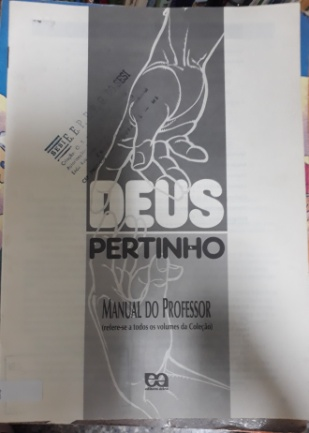 DEUS
PERTINHO
MANUAL DO PROFESSOR
(refere-se a todos os volumes da Coleção)